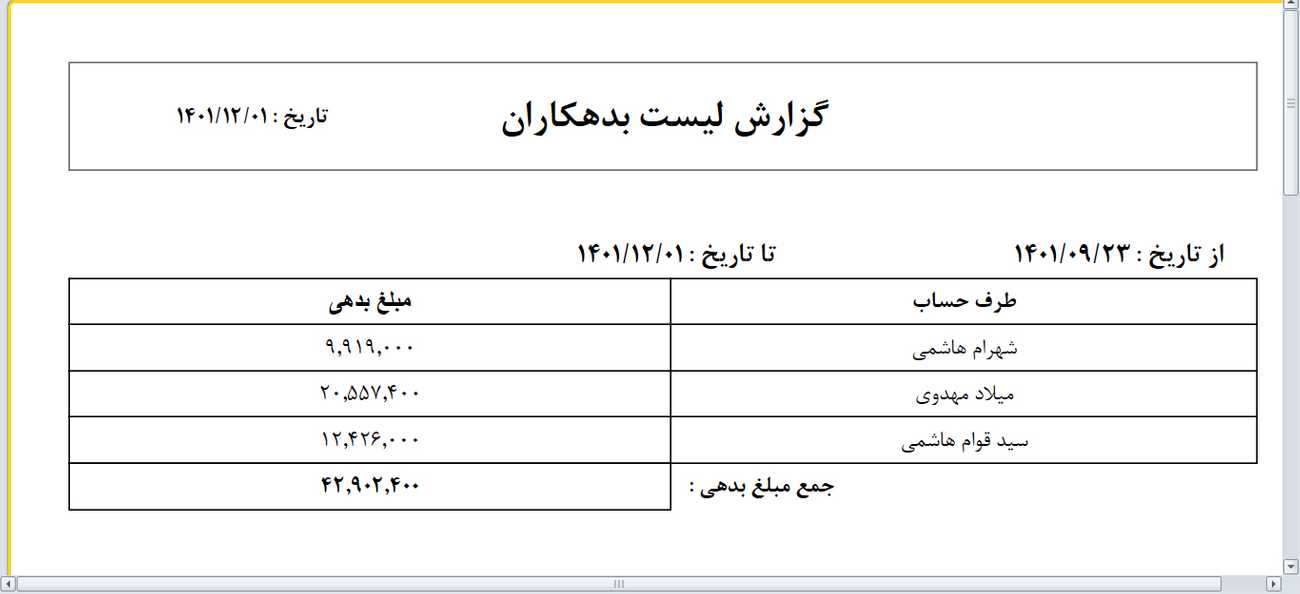 گزارش لیست بدهکاران
تاریخ : ۱۴۰۱/۱۲/۰۱
از تاریخ : ۱۴۰۱/۰۹/۲۳ تا تاریخ : ۱۴۰۱/۱۲/۰۱
طرف حساب مبلغ بدهی
شهرام هاشمی ۹,۹۱۹,۰۰۰
میلاد مهدوی ۲۰,۵۵۷,۴۰۰
سید قوام هاشمی ۱۲,۴۲۶,۰۰۰
جمع مبلغ بدهی : ۴۲,۹۰۲,۴۰۰